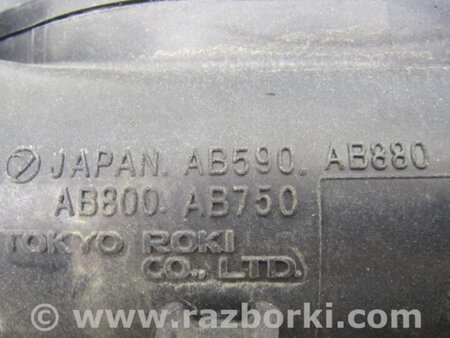 JAPAN. AB590. AB880
AB800. AB750
TOKYO ROKI
CO., LTD.
www.razborki.com